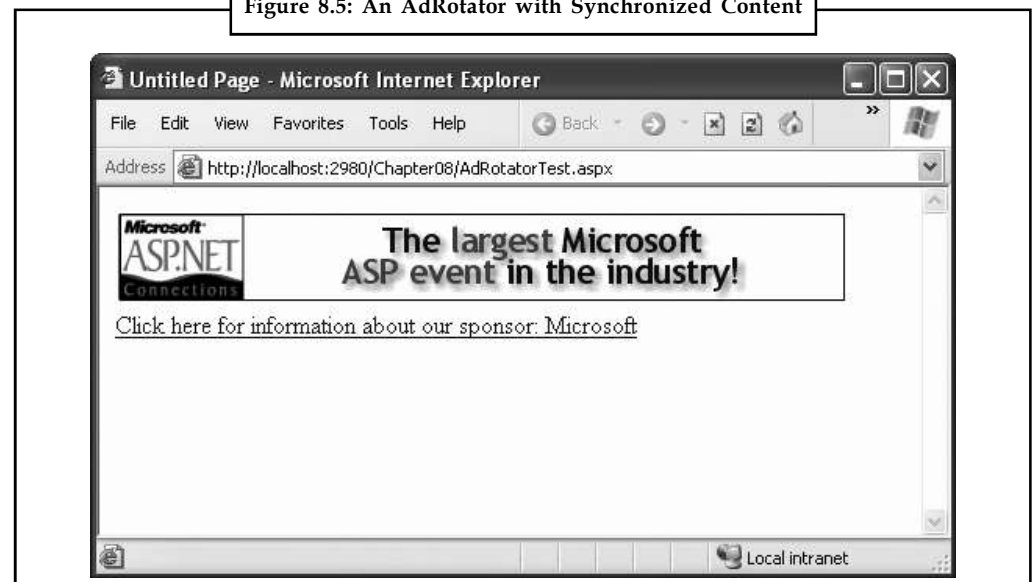 Figure 8.5: An AdRotator with Synchronized Content
Untitled Page - Microsoft Internet Explorer
File Edit View Favorites Tools Help Back »
Address http://localhost:2980/Chapter08/AdRotatorTest.aspx
Microsoft
ASP.NET
Connections
The largest Microsoft
ASP event in the industry!
Click here for information about our sponsor: Microsoft
Local intranet